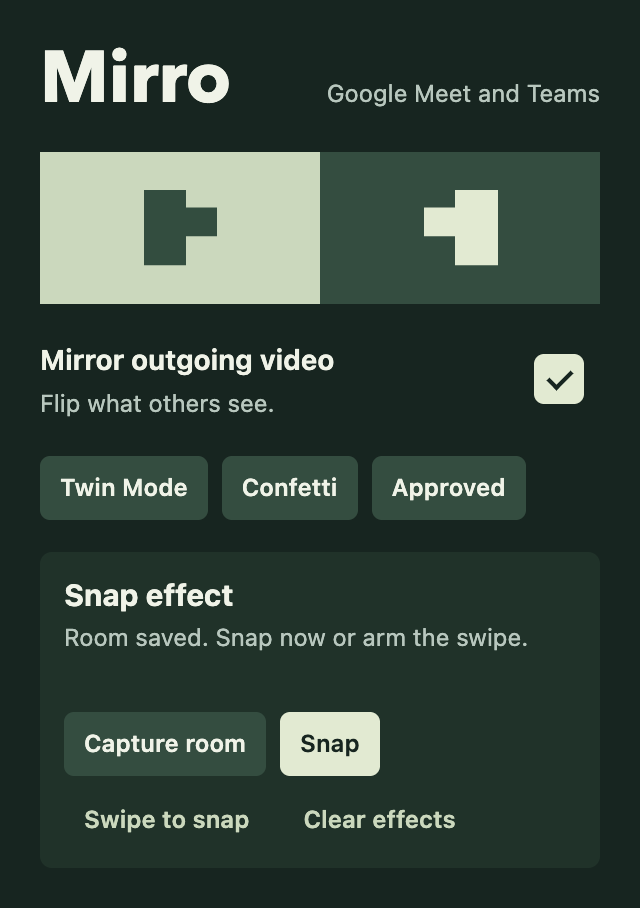 Mirro
Google Meet and Teams
Mirror outgoing video
Flip what others see.
Twin Mode
Confetti
Approved
Snap effect
Room saved. Snap now or arm the swipe.
Capture room
Snap
Swipe to snap
Clear effects